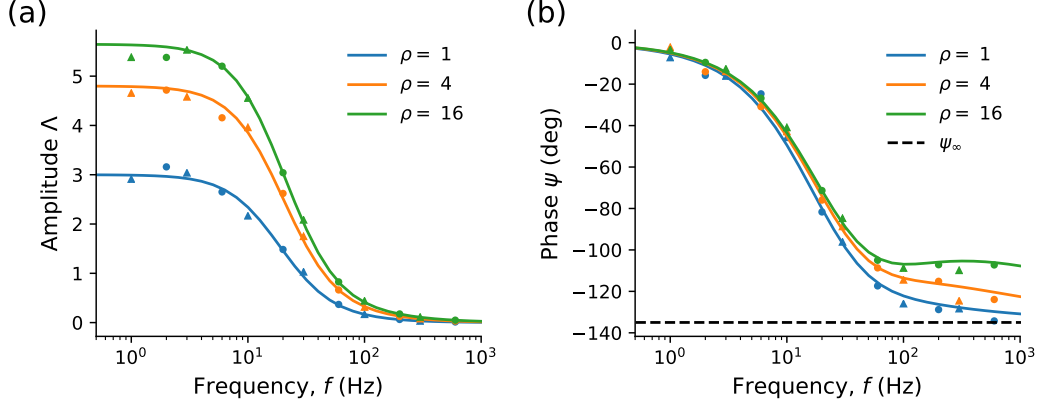 (a)
Amplitude Λ
5
4
3
2
1
0
ρ = 1
ρ = 4
ρ = 16
10⁰ 10¹ 10² 10³
Frequency, f (Hz)
(b)
Phase ψ (deg)
0
−20
−40
−60
−80
−100
−120
−140
ρ = 1
ρ = 4
ρ = 16
ψ∞
10⁰ 10¹ 10² 10³
Frequency, f (Hz)